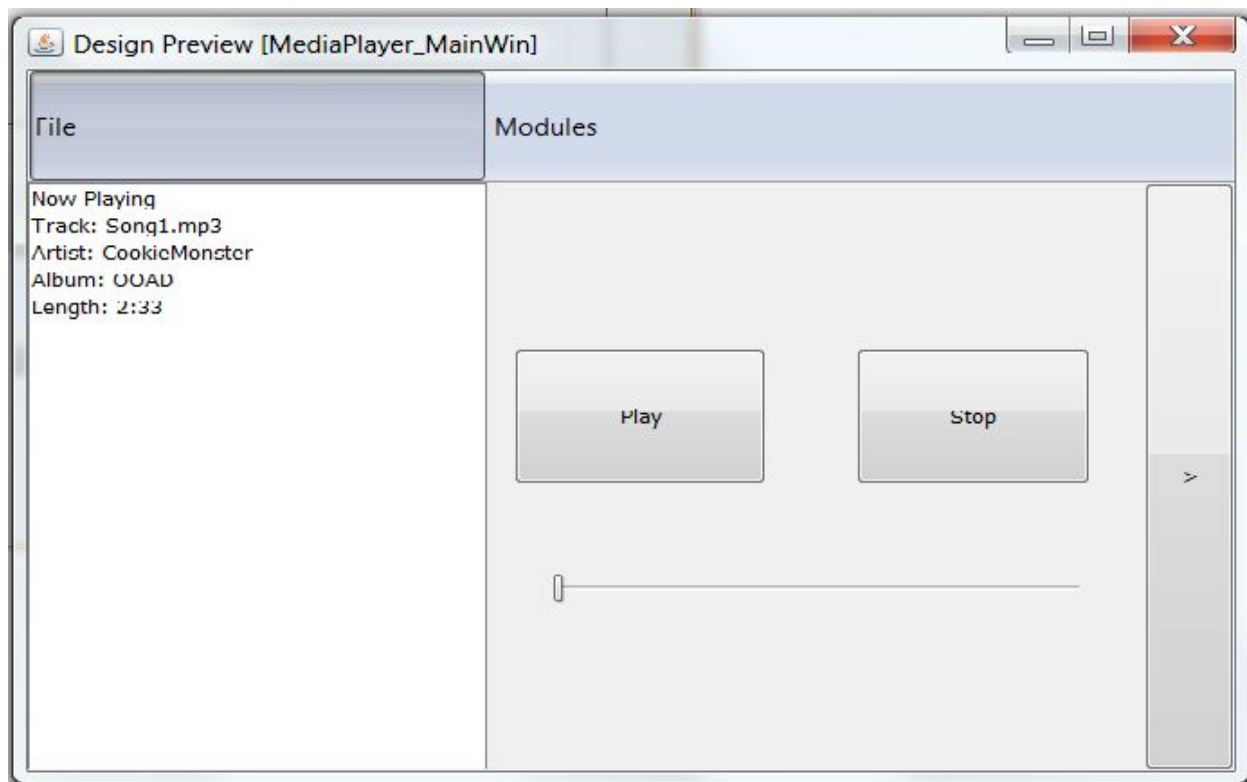 Design Preview [MediaPlayer_MainWin]
File Modules
Now Playing
Track: Song1.mp3
Artist: CookieMonster
Album: OOAD
Length: 2:33
Play Stop
>